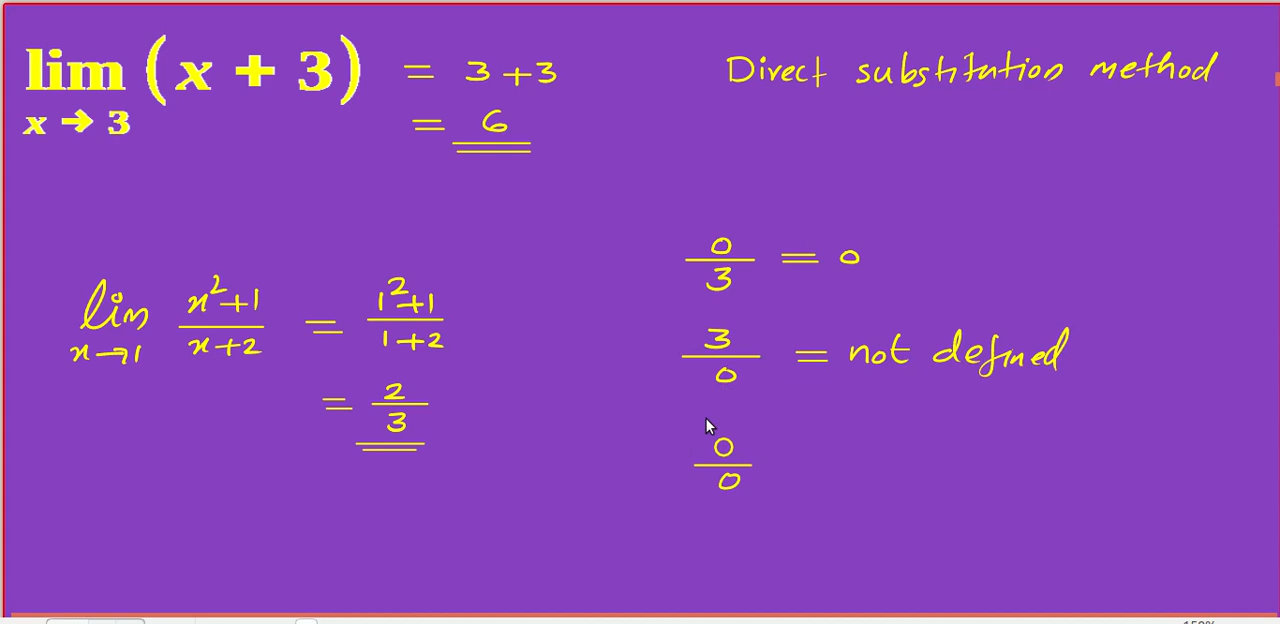 lim (x + 3) = 3 + 3
x → 3
= 6
Direct substitution method
lim x²+1 / x+2 = 1²+1 / 1+2
x→1
= 2/3
0/3 = 0
3/0 = not defined
0/0
150%